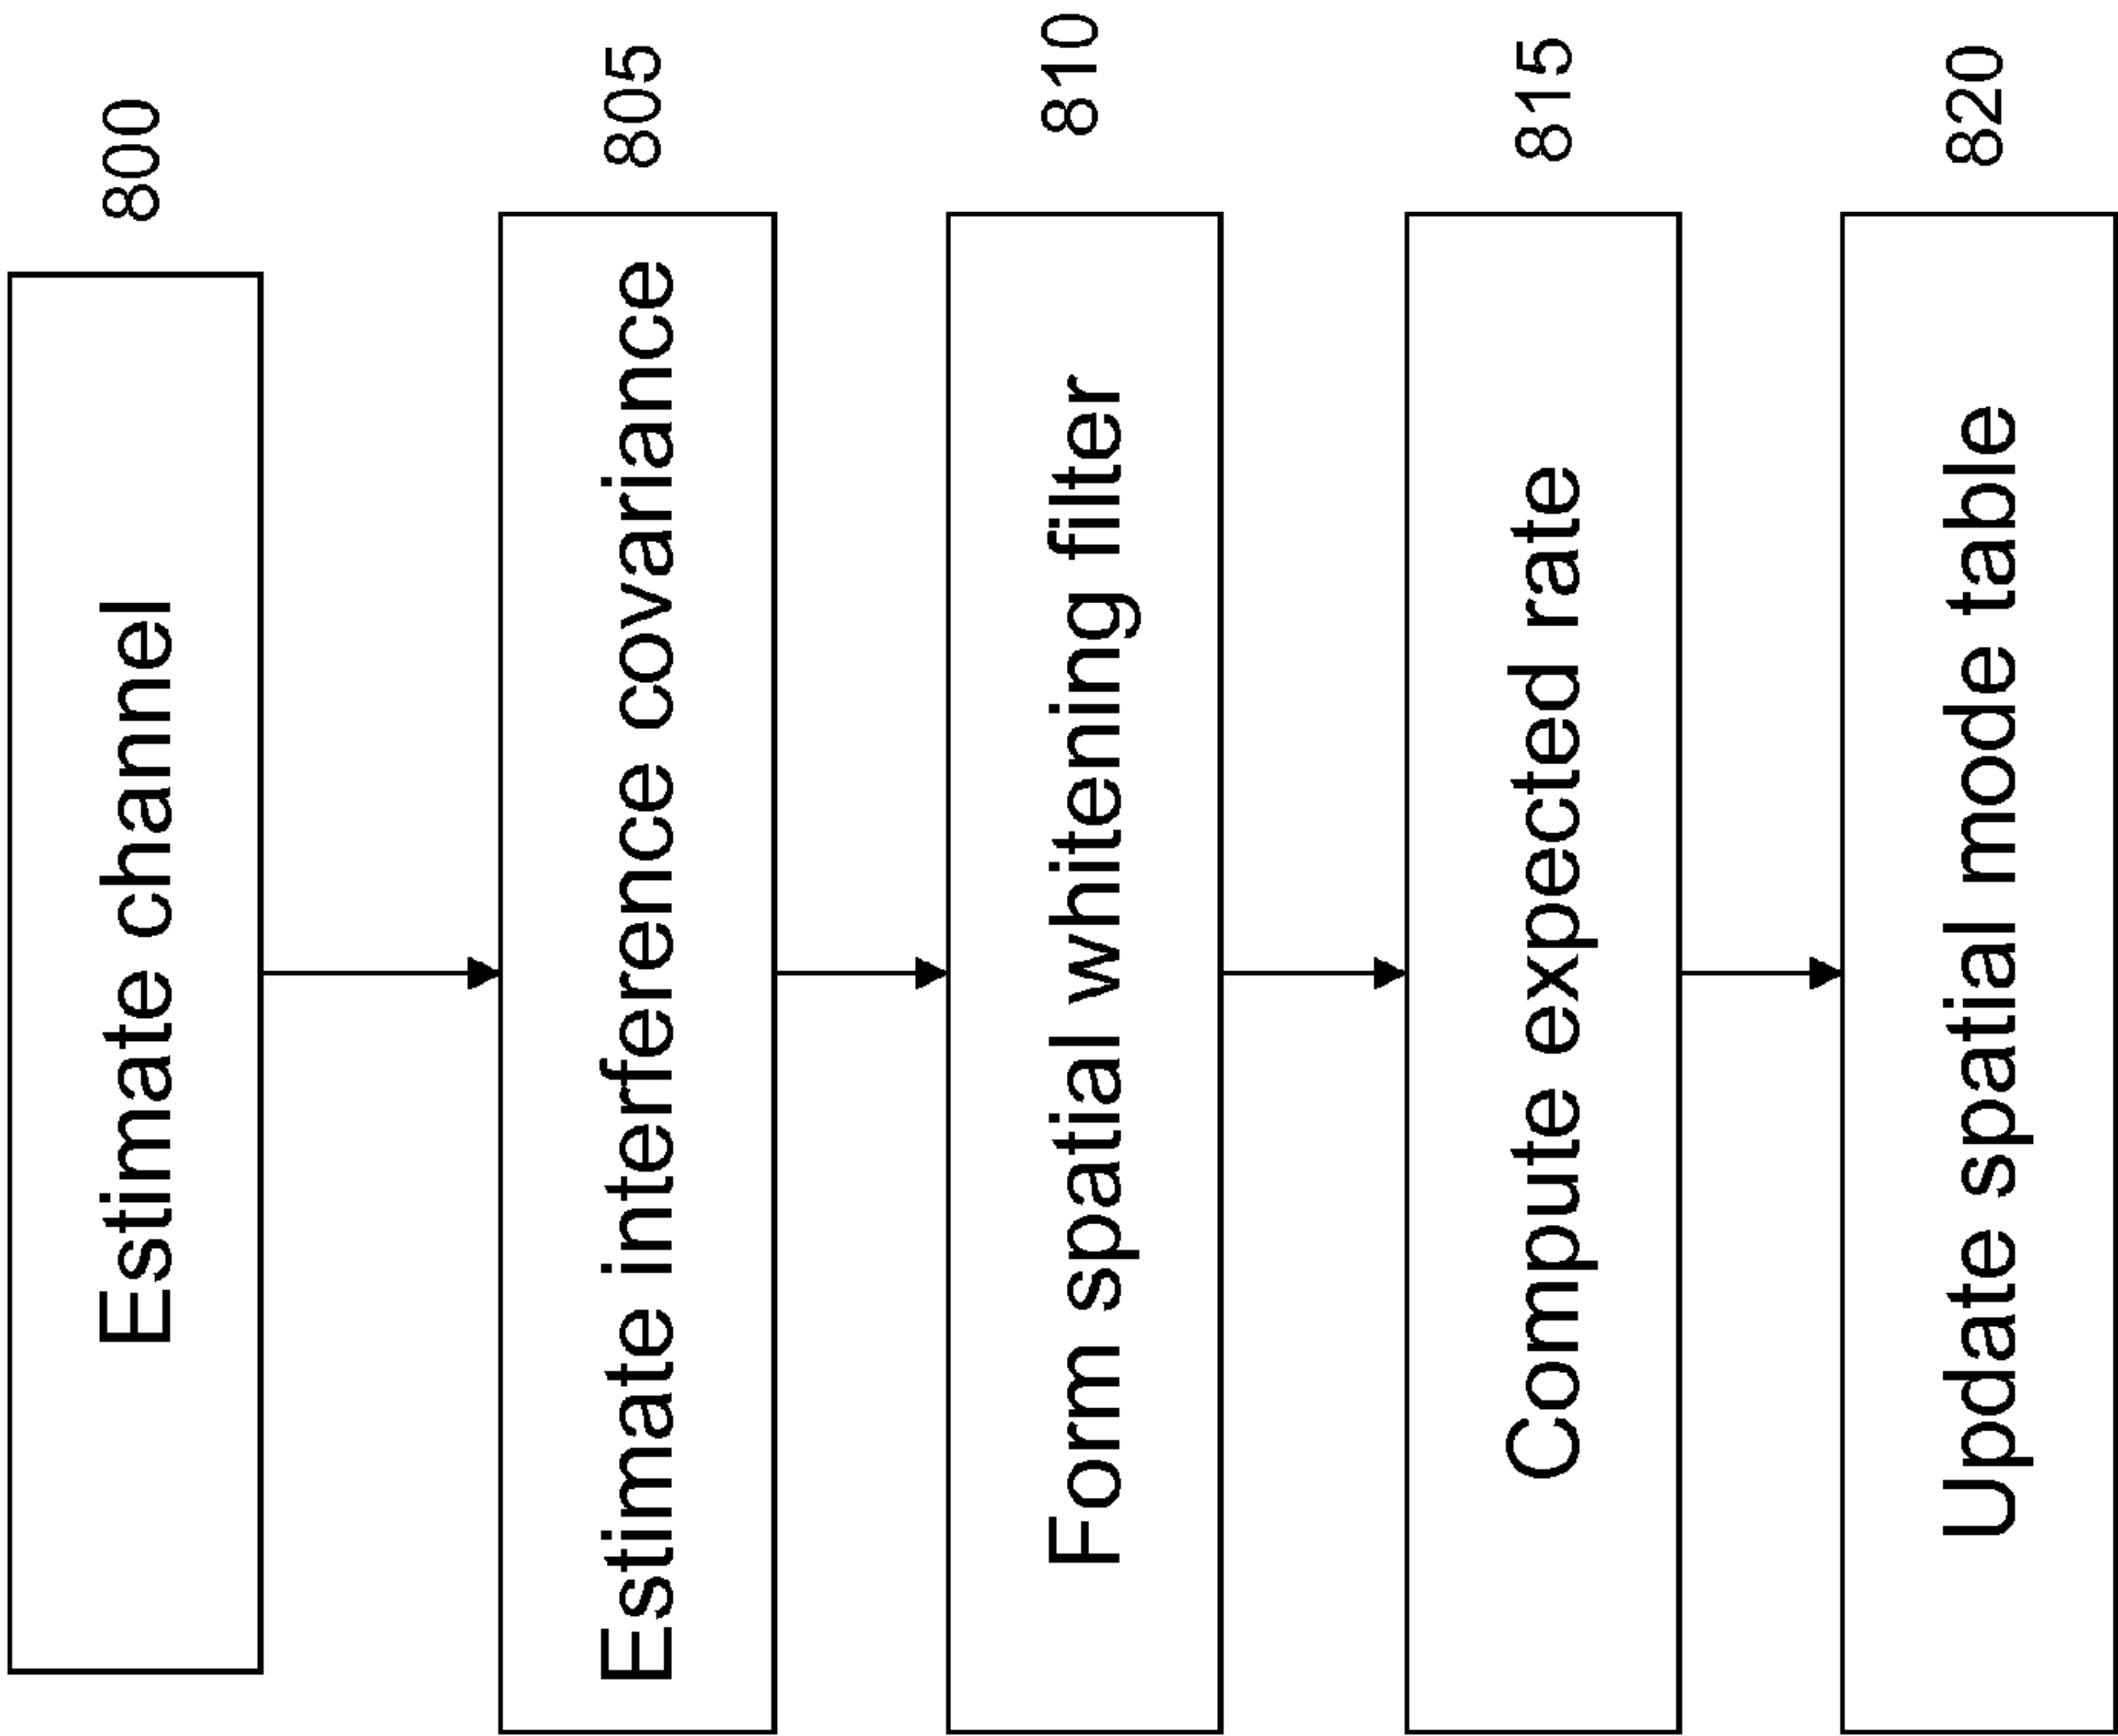 800
Estimate channel
805
Estimate interference covariance
810
Form spatial whitening filter
815
Compute expected rate
820
Update spatial mode table